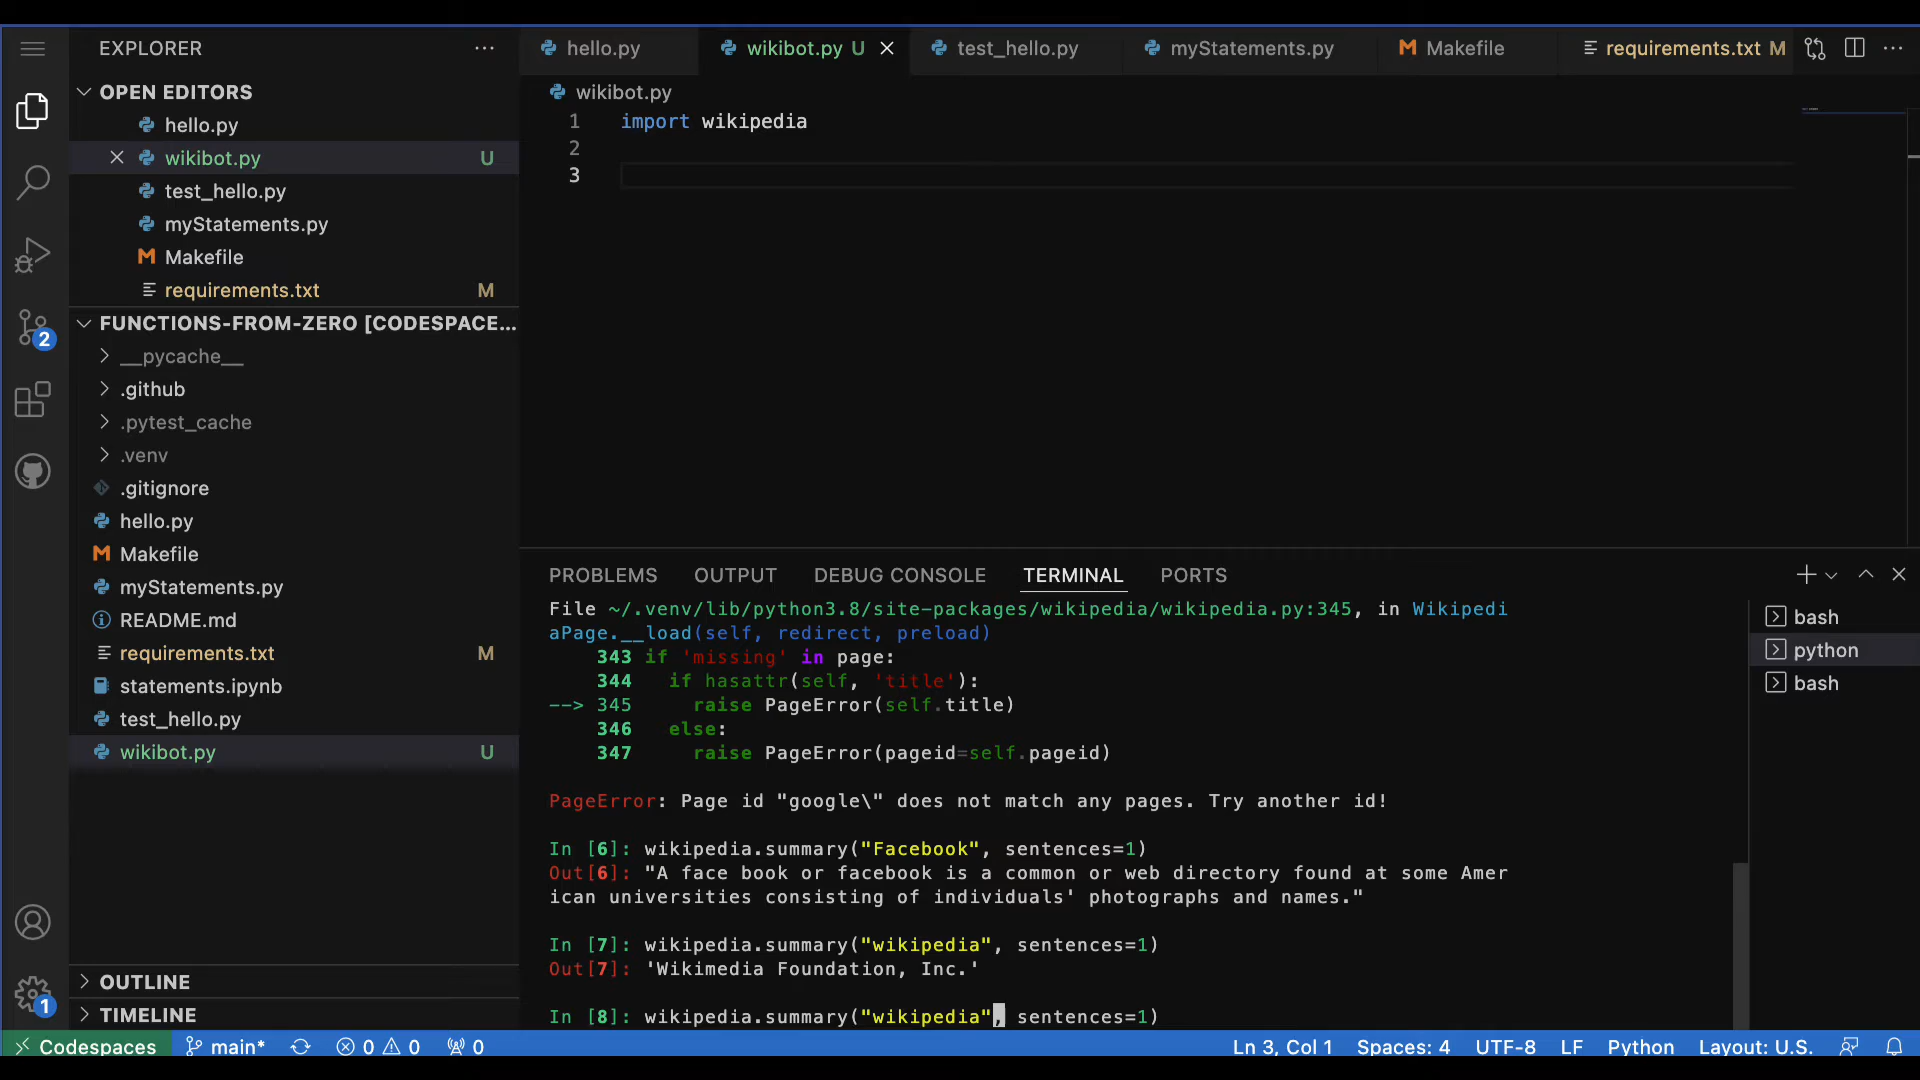 EXPLORER
OPEN EDITORS
hello.py
wikibot.py U
test_hello.py
myStatements.py
Makefile
requirements.txt M
FUNCTIONS-FROM-ZERO [CODESPACE...
__pycache__
.github
.pytest_cache
.venv
.gitignore
hello.py
Makefile
myStatements.py
README.md
requirements.txt M
statements.ipynb
test_hello.py
wikibot.py U
OUTLINE
TIMELINE
2
1
hello.py wikibot.py U test_hello.py myStatements.py Makefile requirements.txt M
wikibot.py
1 import wikipedia
2
3
PROBLEMS OUTPUT DEBUG CONSOLE TERMINAL PORTS
File ~/.venv/lib/python3.8/site-packages/wikipedia/wikipedia.py:345, in Wikipedi
aPage.__load(self, redirect, preload)
343 if 'missing' in page:
344 if hasattr(self, 'title'):
--> 345 raise PageError(self.title)
346 else:
347 raise PageError(pageid=self.pageid)
PageError: Page id "google\" does not match any pages. Try another id!
In [6]: wikipedia.summary("Facebook", sentences=1)
Out[6]: "A face book or facebook is a common or web directory found at some Amer
ican universities consisting of individuals' photographs and names."
In [7]: wikipedia.summary("wikipedia", sentences=1)
Out[7]: 'Wikimedia Foundation, Inc.'
In [8]: wikipedia.summary("wikipedia", sentences=1)
bash
python
bash
Codespaces main* 0 0 0 Ln 3, Col 1 Spaces: 4 UTF-8 LF Python Layout: U.S.